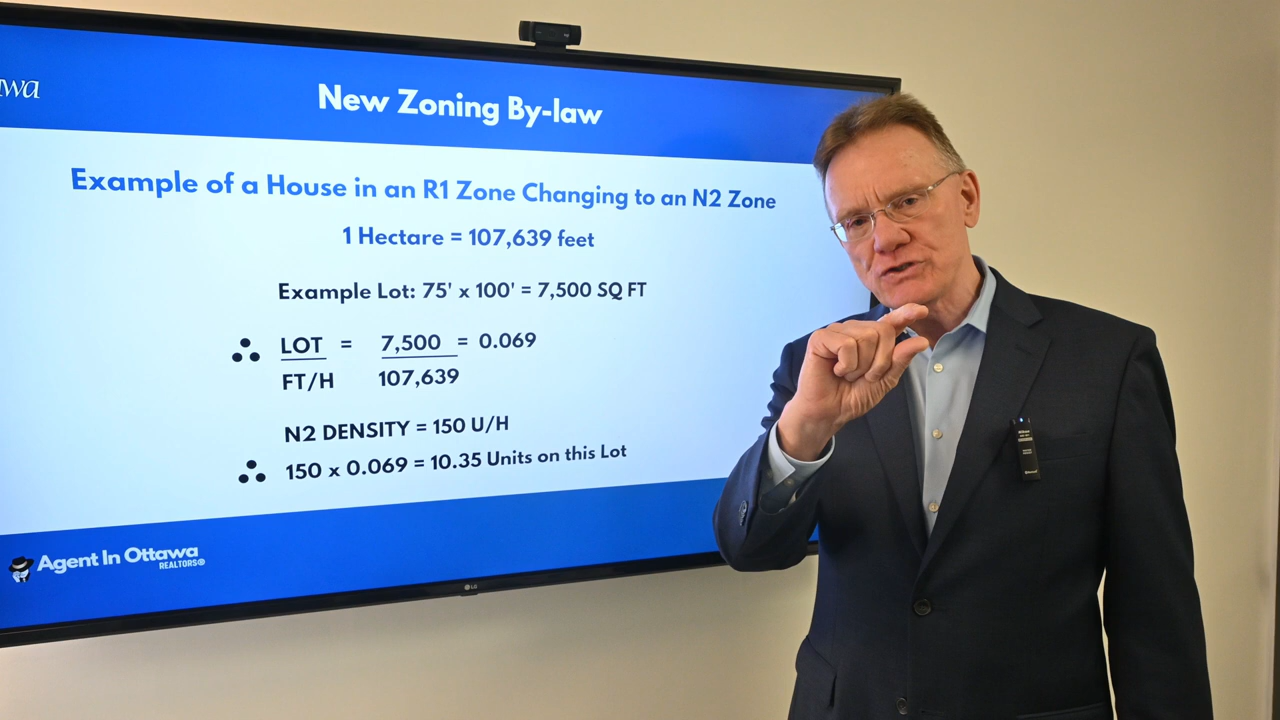 New Zoning By-law
Example of a House in an R1 Zone Changing to an N2 Zone
1 Hectare = 107,639 feet
Example Lot: 75' x 100' = 7,500 SQ FT
∴ LOT = 7,500 = 0.069
FT/H 107,639
N2 DENSITY = 150 U/H
∴ 150 x 0.069 = 10.35 Units on this Lot
Agent In Ottawa
REALTORS®
LG